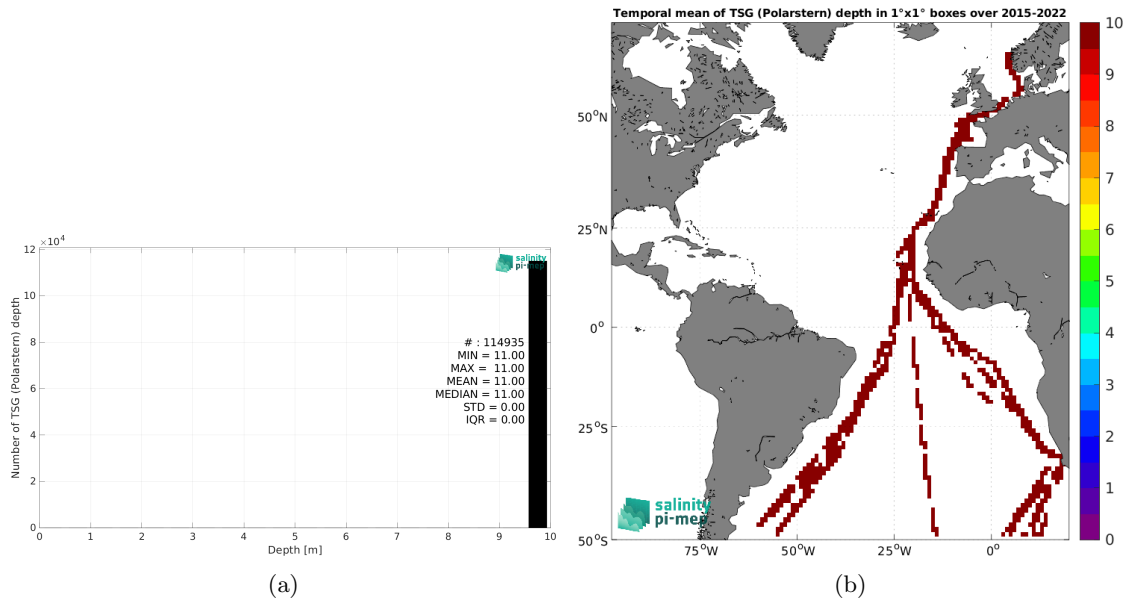 ×10⁴
12
10
8
6
4
2
0
Number of TSG (Polarstern) depth
salinity
pi-mep
# : 114935
MIN = 11.00
MAX = 11.00
MEAN = 11.00
MEDIAN = 11.00
STD = 0.00
IQR = 0.00
0 1 2 3 4 5 6 7 8 9 10
Depth [m]
(a)
Temporal mean of TSG (Polarstern) depth in 1°x1° boxes over 2015-2022
50°N
25°N
0°
25°S
50°S
75°W 50°W 25°W 0°
salinity
pi-mep
10
9
8
7
6
5
4
3
2
1
0
(b)